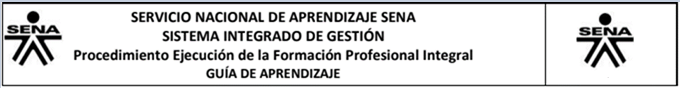 SENA
SERVICIO NACIONAL DE APRENDIZAJE SENA
SISTEMA INTEGRADO DE GESTIÓN
Procedimiento Ejecución de la Formación Profesional Integral
GUÍA DE APRENDIZAJE
SENA